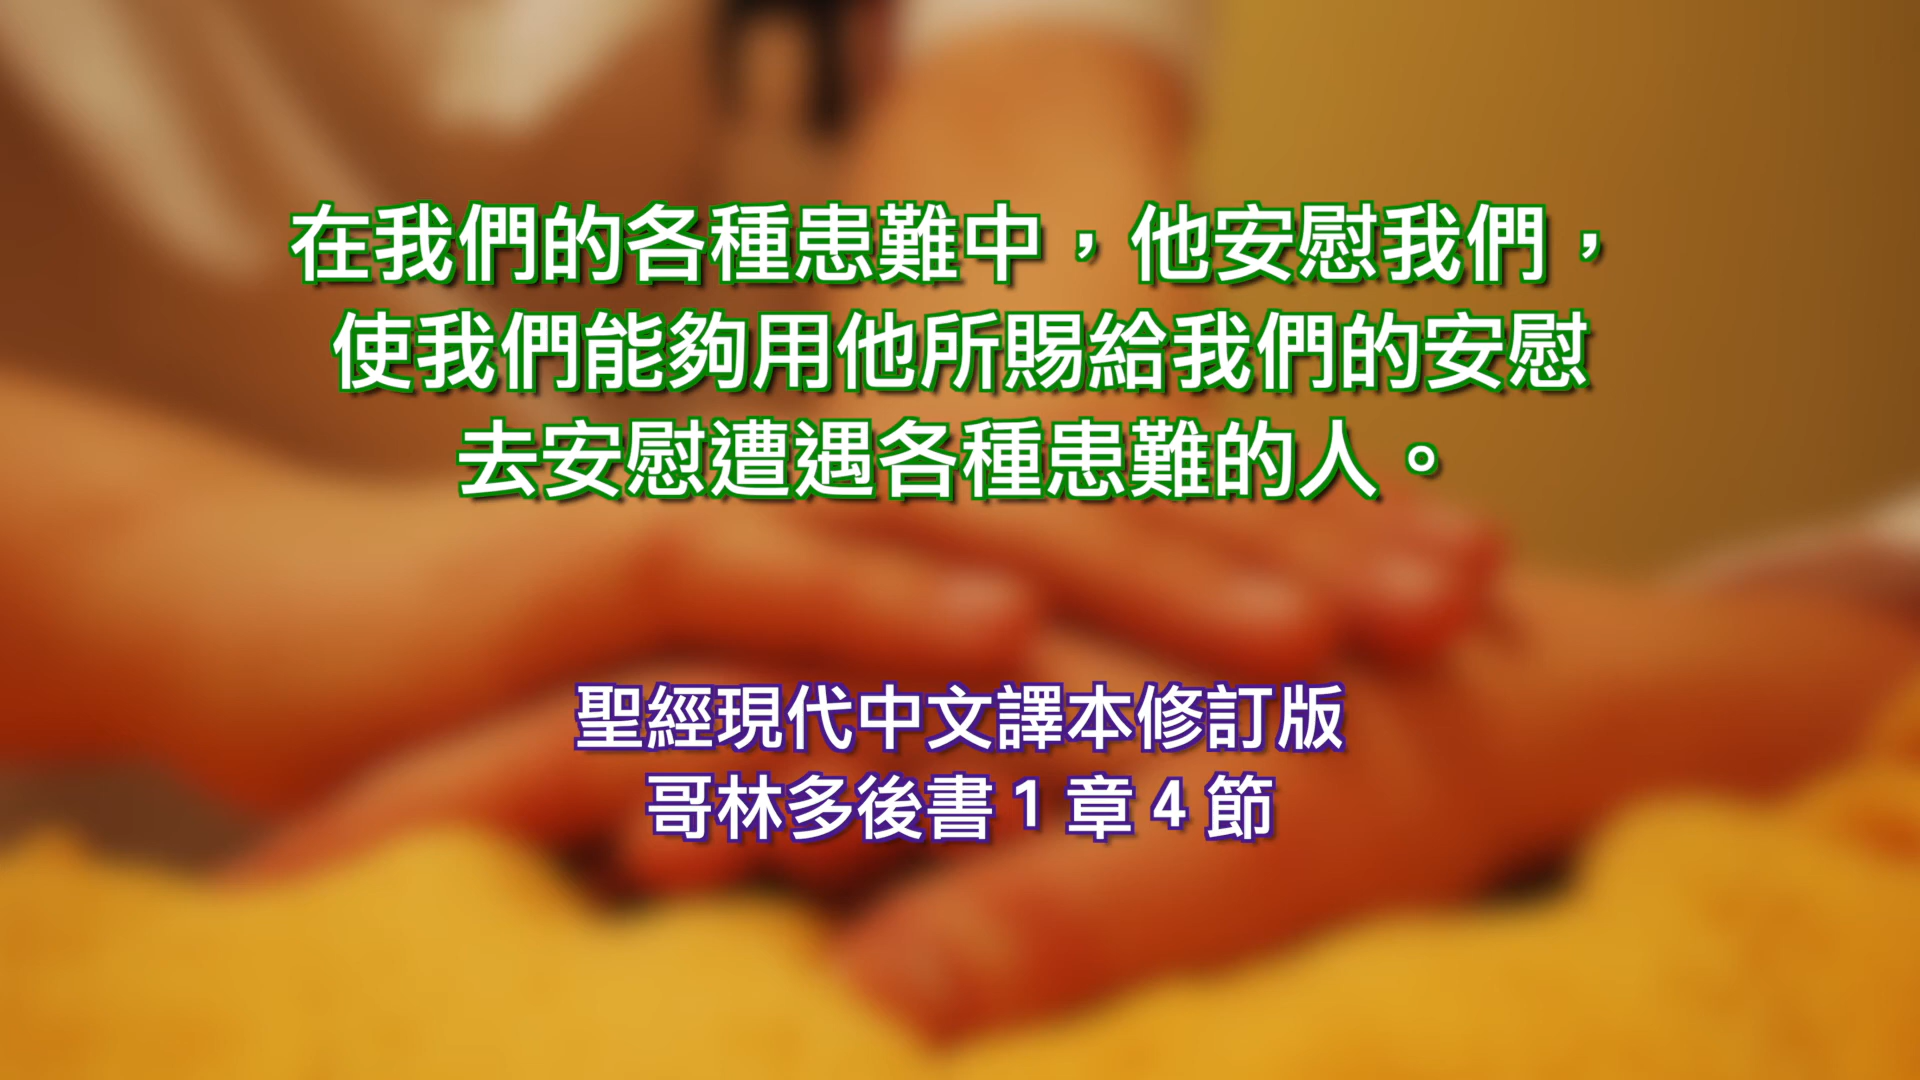 在我們的各種患難中，他安慰我們，
使我們能夠用他所賜給我們的安慰
去安慰遭遇各種患難的人。
聖經現代中文譯本修訂版
哥林多後書 1 章 4 節